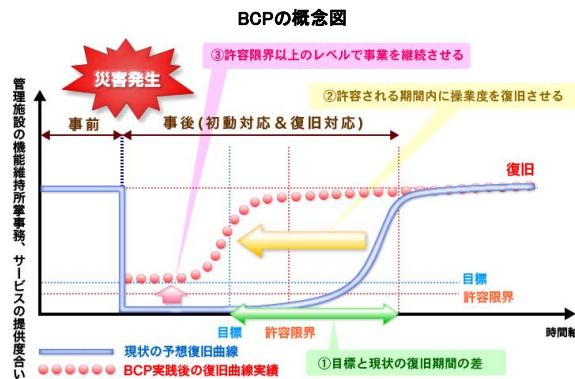 BCPの概念図
③許容限界以上のレベルで事業を継続させる
災害発生
②許容される期間内に操業度を復旧させる
事前
事後(初動対応&復旧対応)
復旧
管理施設の機能維持所掌事務、サービスの提供度合い
目標
許容限界
目標
許容限界
時間軸
現状の予想復旧曲線
①目標と現状の復旧期間の差
BCP実践後の復旧曲線実績